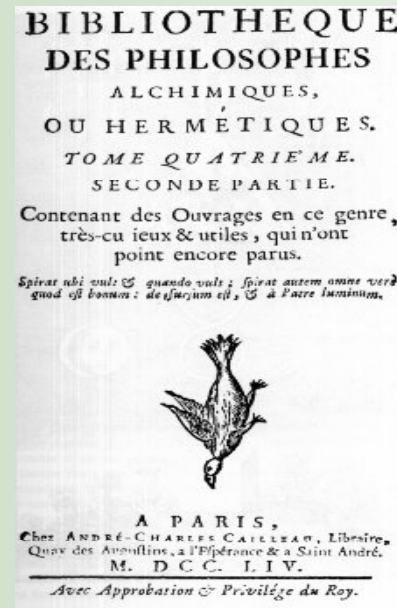 BIBLIOTHEQUE
DES PHILOSOPHES
ALCHIMIQUES,
OU HERMÉTIQUES.
TOME QUATRIE'ME.
SECONDE PARTIE.
Contenant des Ouvrages en ce genre,
très-cu ieux & utiles, qui n'ont
point encore parus.
Spirat ubi vult & quando vult ; spirat autem omne verè
quod est bonum : desursum est, & à Patre luminum.
A PARIS,
Chez ANDRÉ-CHARLES CAILLEAU, Libraire,
Quay des Augustins, a l'Espérance & a Saint André.
M. DCC. LIV.
Avec Approbation & Privilége du Roy.